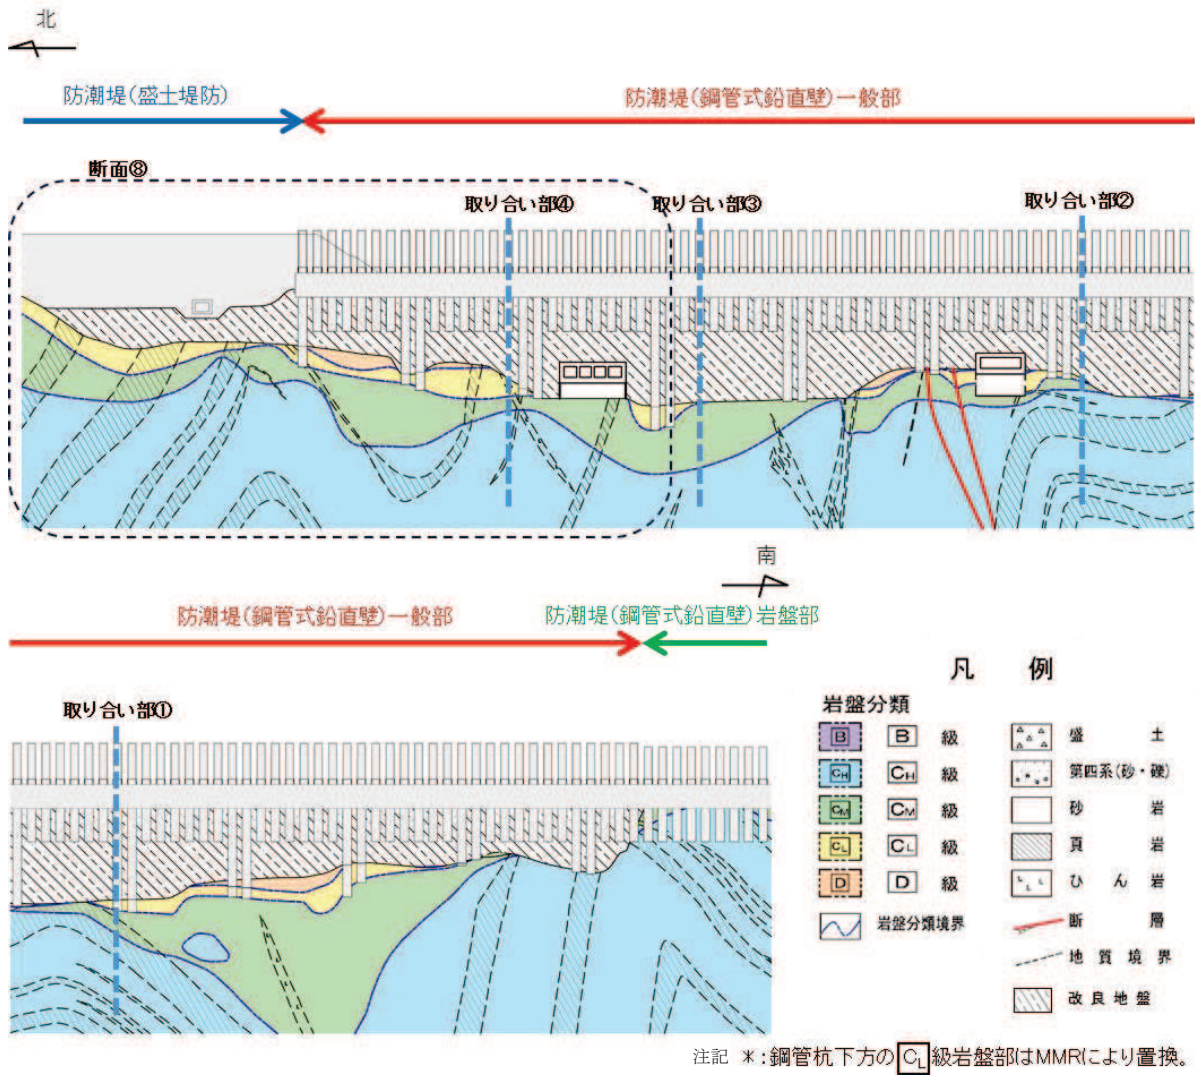 北
防潮堤(盛土堤防)
防潮堤(鋼管式鉛直壁)一般部
断面⑧
取り合い部④
取り合い部③
取り合い部②
南
防潮堤(鋼管式鉛直壁)一般部
防潮堤(鋼管式鉛直壁)岩盤部
取り合い部①
凡 例
岩盤分類
B B 級
CH CH 級
CM CM 級
CL CL 級
D D 級
岩盤分類境界
盛 土
第四系(砂・礫)
砂 岩
頁 岩
ひ ん 岩
断 層
地 質 境 界
改 良 地 盤
注記 *:鋼管杭下方のCL級岩盤部はMMRにより置換。